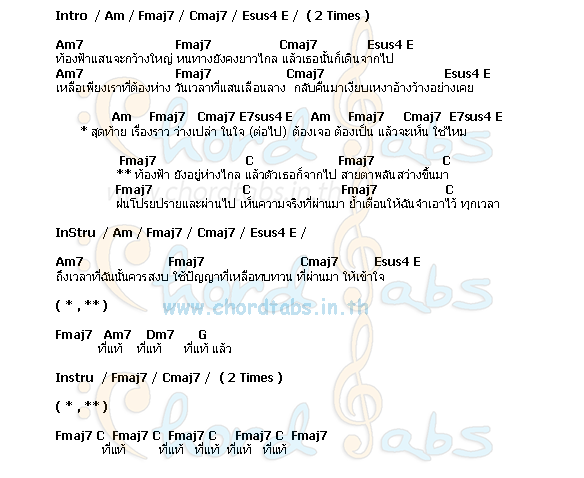 Intro / Am / Fmaj7 / Cmaj7 / Esus4 E / ( 2 Times )
Am7 Fmaj7 Cmaj7 Esus4 E
ท้องฟ้าแสนจะกว้างใหญ่ หนทางยังคงยาวไกล แล้วเธอนั้นก็เดินจากไป
Am7 Fmaj7 Cmaj7 Esus4 E
เหลือเพียงเราที่ต้องห่าง วันเวลาที่แสนเลือนลาง กลับคืนมาเงียบเหงาอ้างว้างอย่างเคย
Am Fmaj7 Cmaj7 E7sus4 E Am Fmaj7 Cmaj7 E7sus4 E
* สุดท้าย เรื่องราว ว่างเปล่า ในใจ (ต่อไป) ต้องเจอ ต้องเป็น แล้วจะเห็น ใช่ไหม
Fmaj7 C Fmaj7 C
** ท้องฟ้า ยังอยู่ห่างไกล แล้วตัวเธอก็จากไป สายตาพลันสว่างขึ้นมา
Fmaj7 C Fmaj7 C
ฝนโปรยปรายและผ่านไป เห็นความจริงที่ผ่านมา ย้ำเตือนให้ฉันจำเอาไว้ ทุกเวลา
InStru / Am / Fmaj7 / Cmaj7 / Esus4 E /
Am7 Fmaj7 Cmaj7 Esus4 E
ถึงเวลาที่ฉันนั้นควรสงบ ใช้ปัญญาที่เหลือทบทวน ที่ผ่านมา ให้เข้าใจ
( * , ** )
www.chordtabs.in.th
Fmaj7 Am7 Dm7 G
ที่แท้ ที่แท้ ที่แท้ แล้ว
Instru / Fmaj7 / Cmaj7 / ( 2 Times )
( * , ** )
Fmaj7 C Fmaj7 C Fmaj7 C Fmaj7 C Fmaj7
ที่แท้ ที่แท้ ที่แท้ ที่แท้ ที่แท้